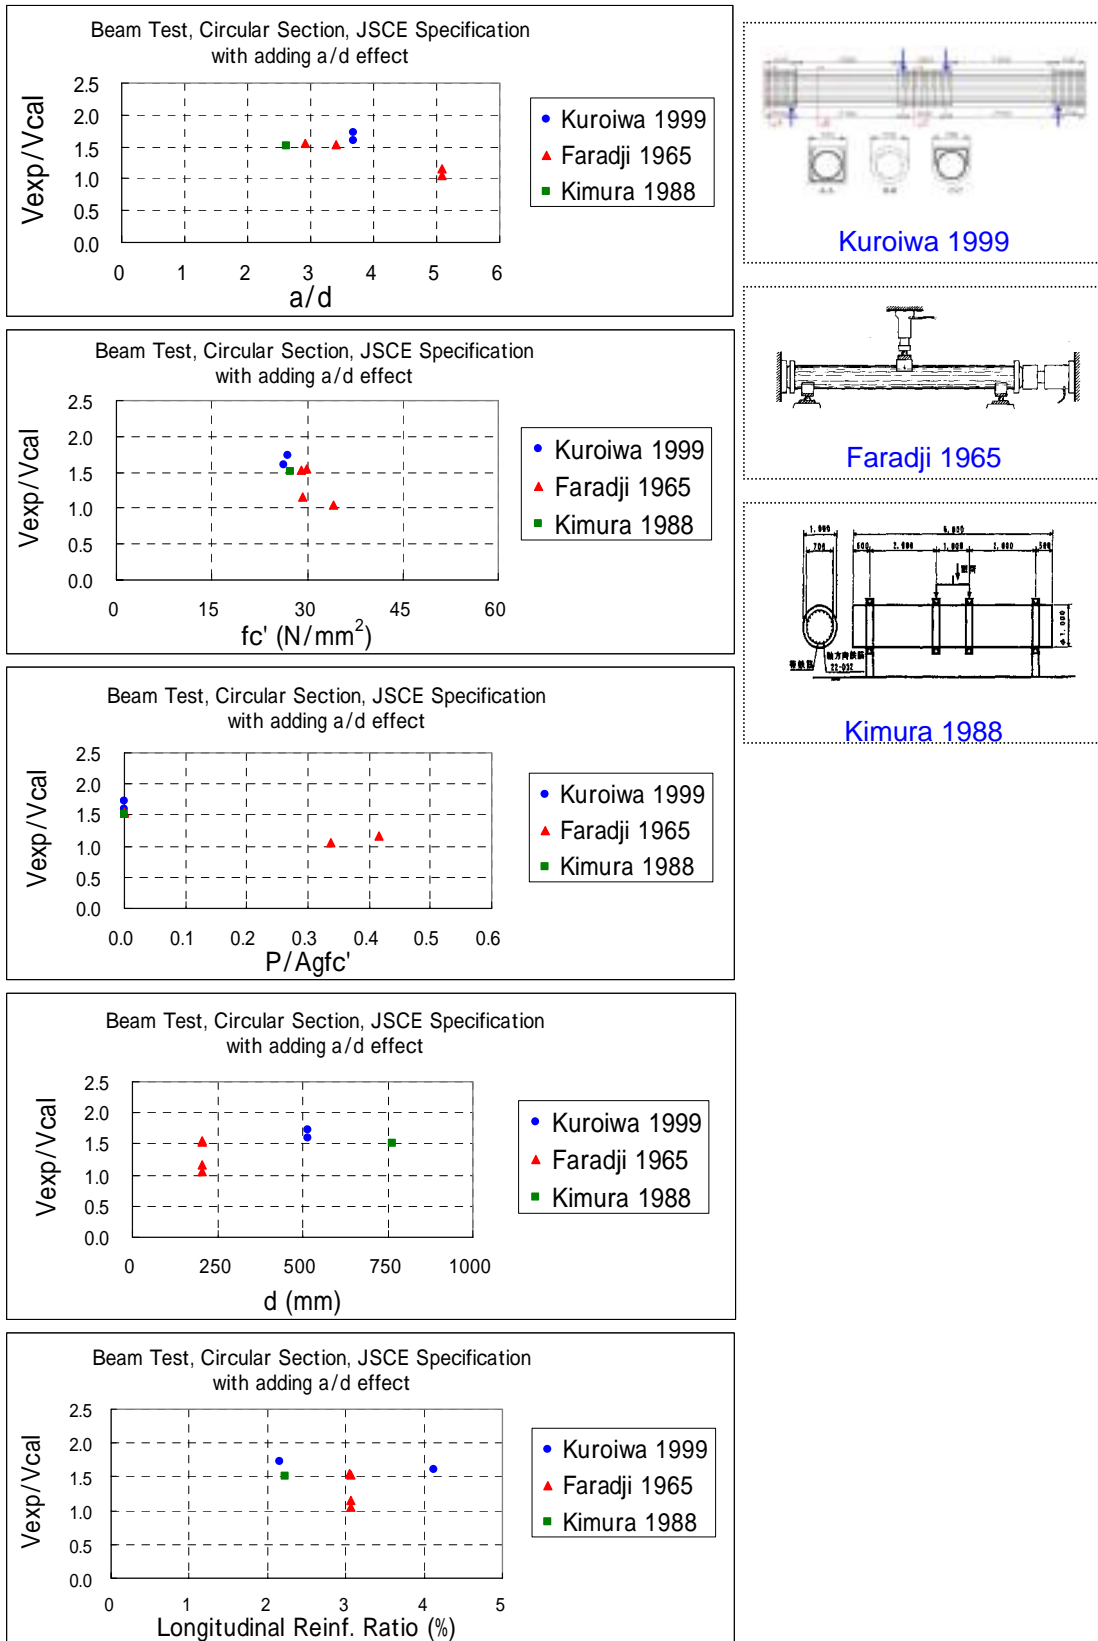 Beam Test, Circular Section, JSCE Specification
with adding a/d effect
Vexp/Vcal
2.5
2.0
1.5
1.0
0.5
0.0
0 1 2 3 4 5 6
a/d
Kuroiwa 1999
Faradji 1965
Kimura 1988
Beam Test, Circular Section, JSCE Specification
with adding a/d effect
Vexp/Vcal
2.5
2.0
1.5
1.0
0.5
0.0
0 15 30 45 60
fc' (N/mm²)
Kuroiwa 1999
Faradji 1965
Kimura 1988
Beam Test, Circular Section, JSCE Specification
with adding a/d effect
Vexp/Vcal
2.5
2.0
1.5
1.0
0.5
0.0
0.0 0.1 0.2 0.3 0.4 0.5 0.6
P/Agfc'
Kuroiwa 1999
Faradji 1965
Kimura 1988
Beam Test, Circular Section, JSCE Specification
with adding a/d effect
Vexp/Vcal
2.5
2.0
1.5
1.0
0.5
0.0
0 250 500 750 1000
d (mm)
Kuroiwa 1999
Faradji 1965
Kimura 1988
Beam Test, Circular Section, JSCE Specification
with adding a/d effect
Vexp/Vcal
2.5
2.0
1.5
1.0
0.5
0.0
0 1 2 3 4 5
Longitudinal Reinf. Ratio (%)
Kuroiwa 1999
Faradji 1965
Kimura 1988
Kuroiwa 1999
Faradji 1965
700
22-D32
Kimura 1988